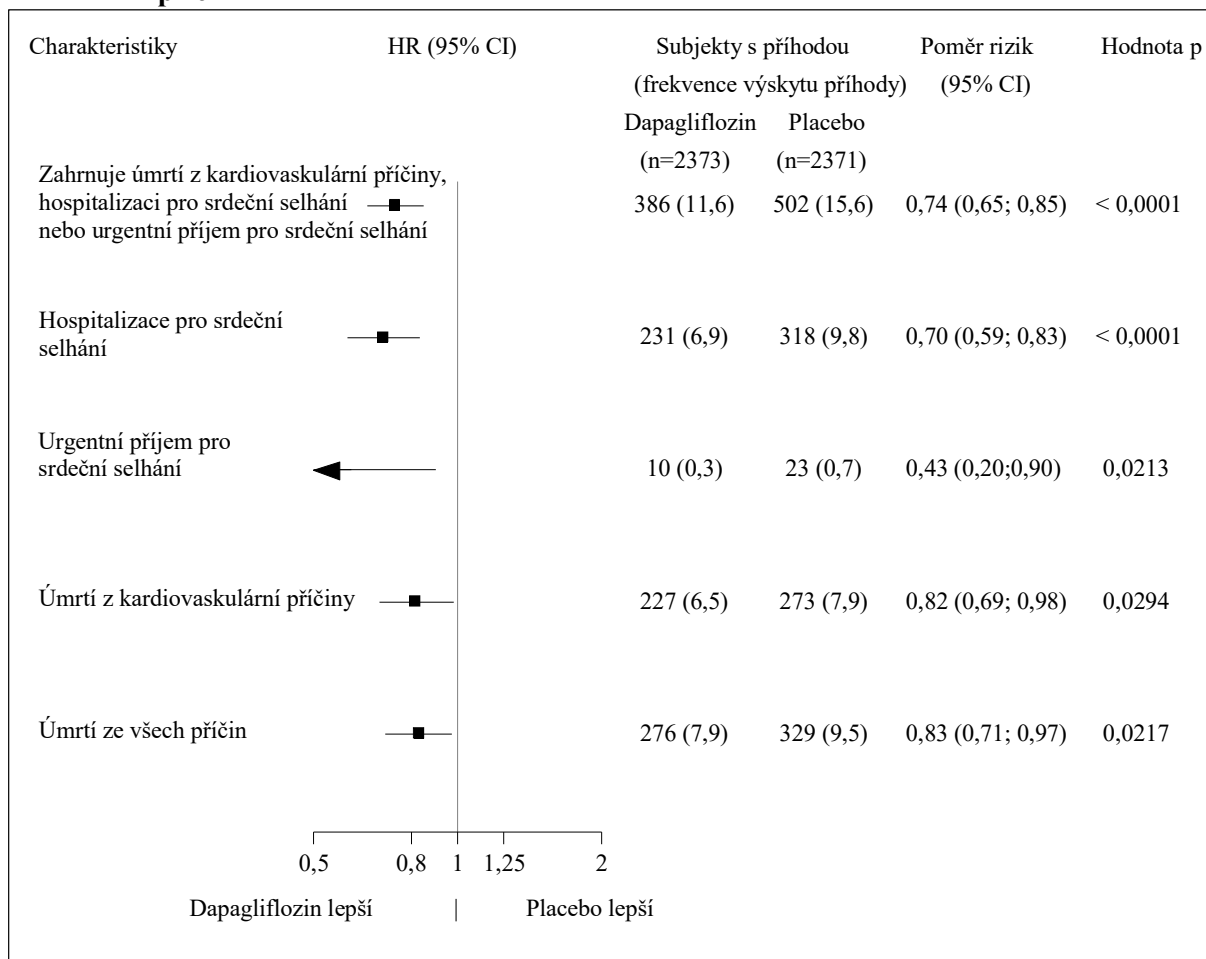 Charakteristiky HR (95% CI) Subjekty s příhodou Poměr rizik Hodnota p
(frekvence výskytu příhody) (95% CI)
Dapagliflozin Placebo
(n=2373) (n=2371)
Zahrnuje úmrtí z kardiovaskulární příčiny,
hospitalizaci pro srdeční selhání 386 (11,6) 502 (15,6) 0,74 (0,65; 0,85) < 0,0001
nebo urgentní příjem pro srdeční selhání
Hospitalizace pro srdeční
selhání 231 (6,9) 318 (9,8) 0,70 (0,59; 0,83) < 0,0001
Urgentní příjem pro
srdeční selhání 10 (0,3) 23 (0,7) 0,43 (0,20;0,90) 0,0213
Úmrtí z kardiovaskulární příčiny 227 (6,5) 273 (7,9) 0,82 (0,69; 0,98) 0,0294
Úmrtí ze všech příčin 276 (7,9) 329 (9,5) 0,83 (0,71; 0,97) 0,0217
0,5 0,8 1 1,25 2
Dapagliflozin lepší | Placebo lepší